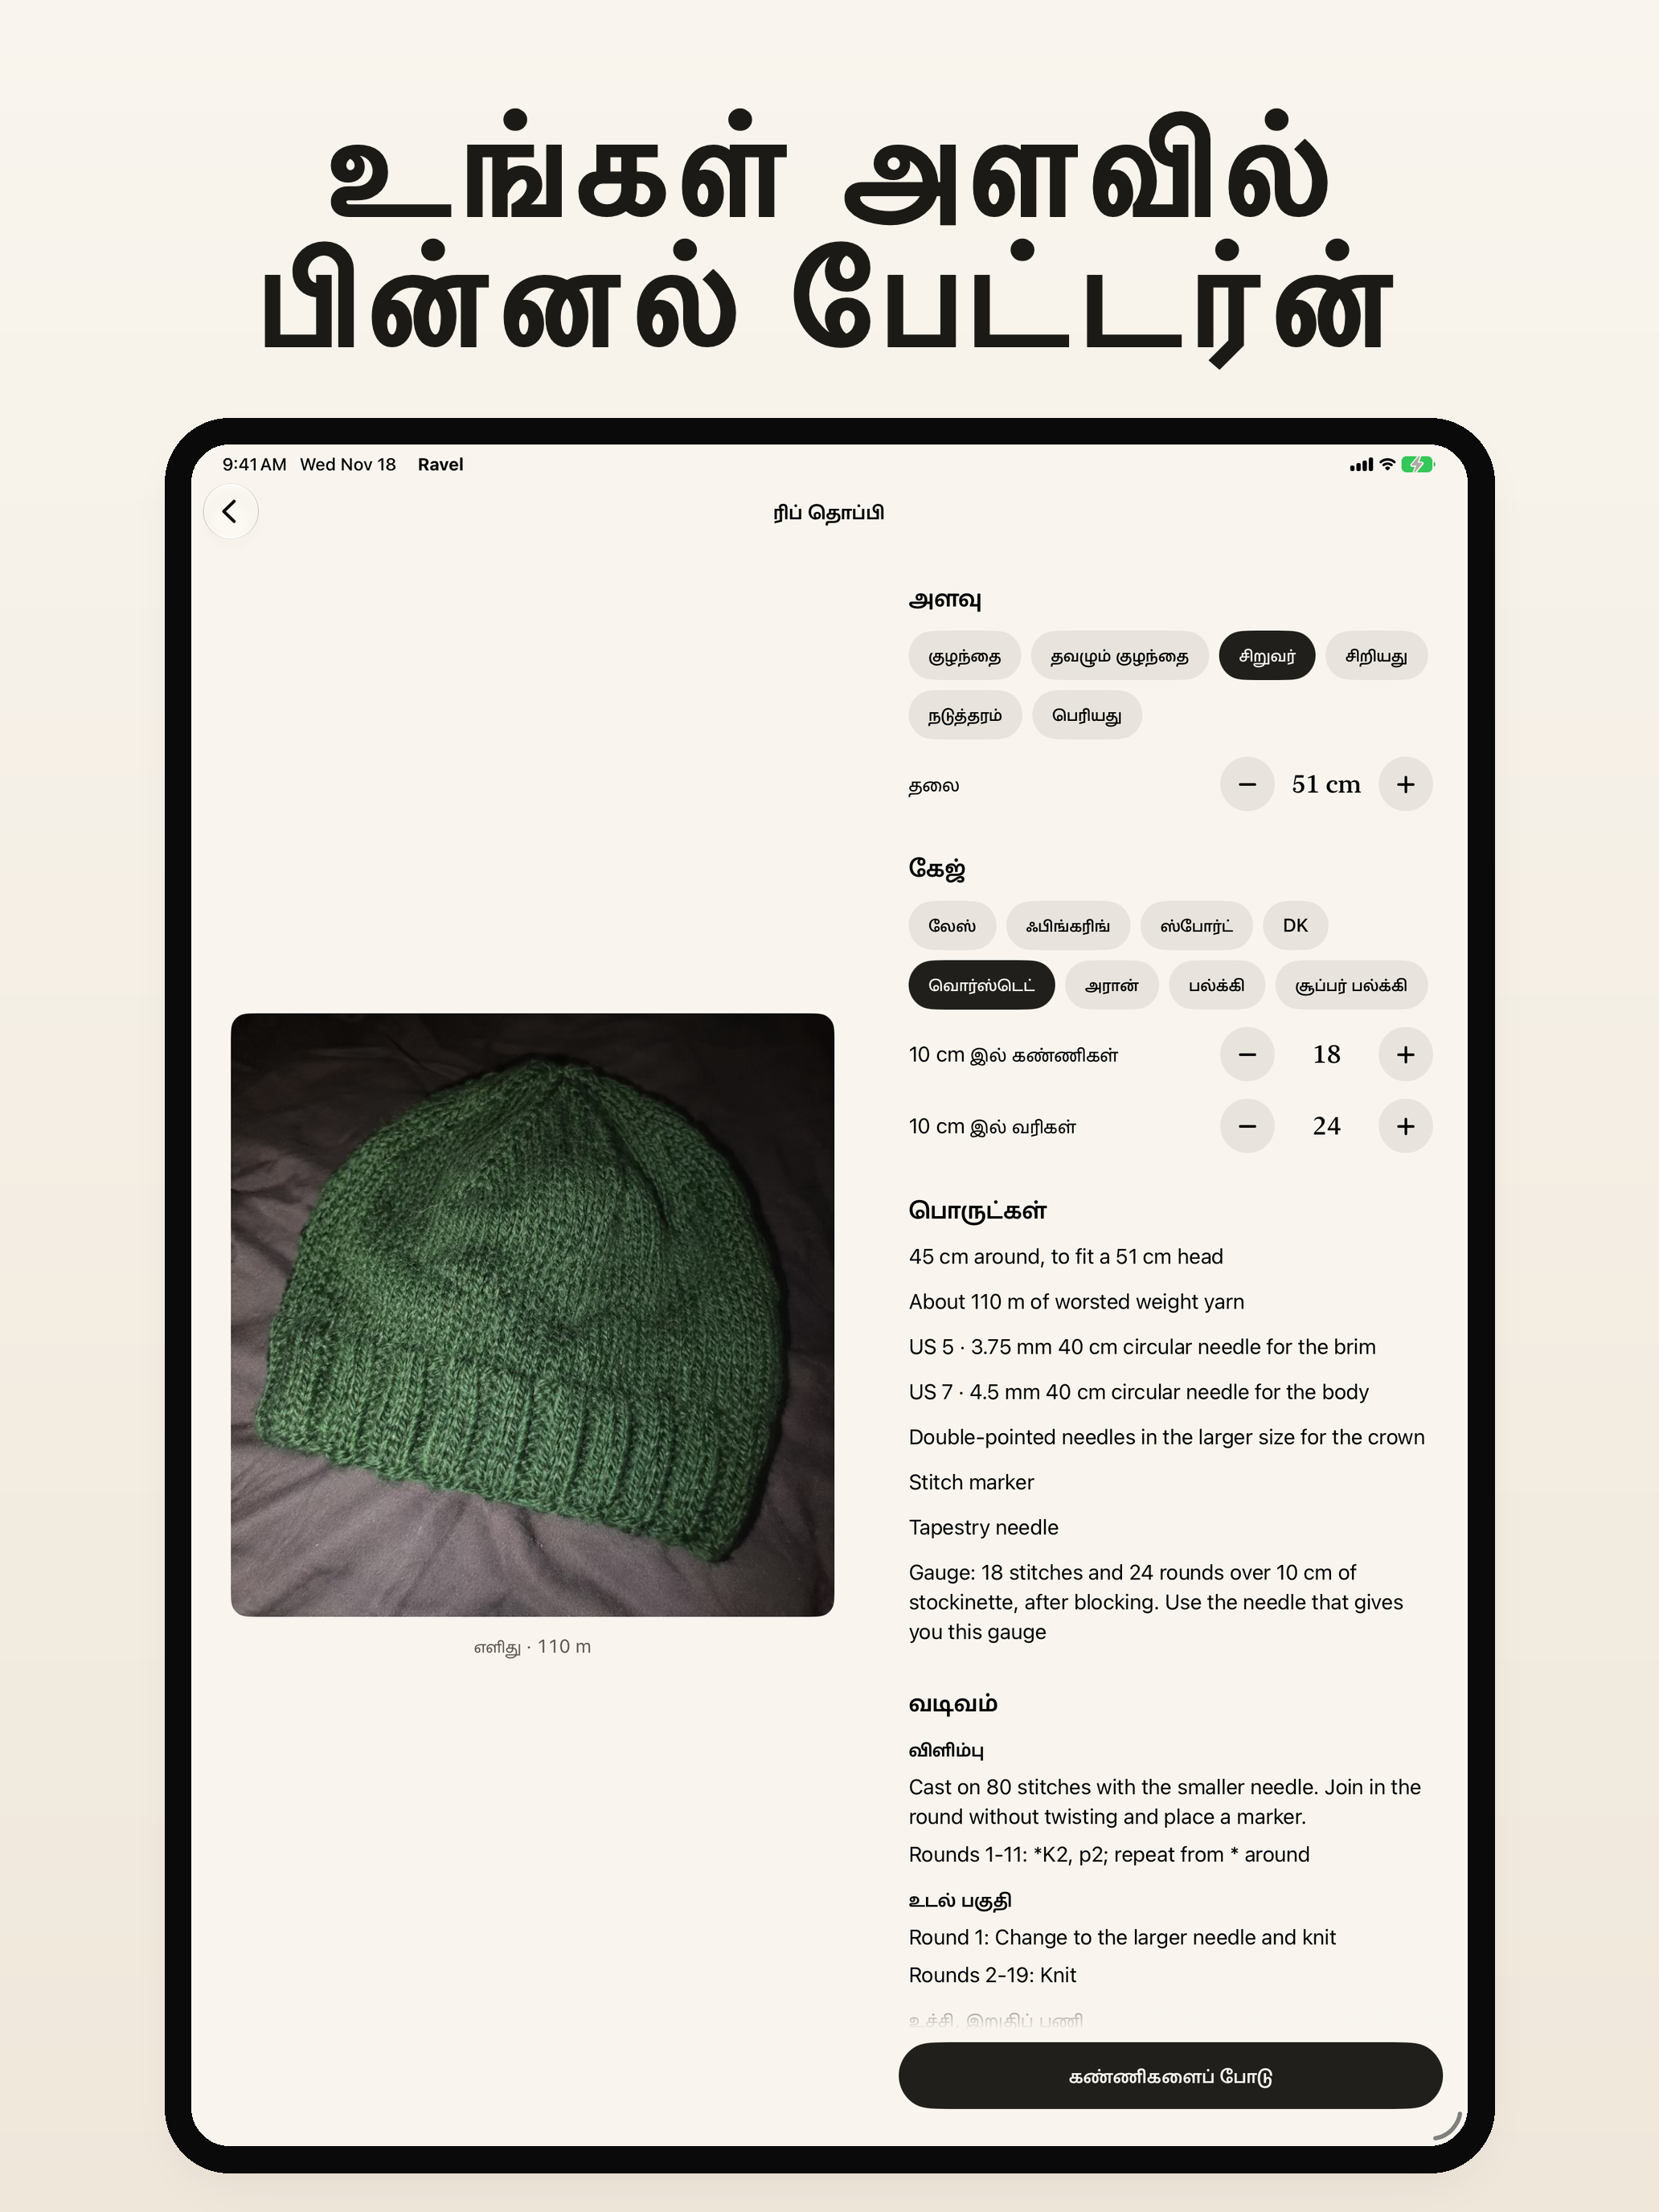 உங்கள் அளவில்
பின்னல் பேட்டர்ன்
9:41 AM Wed Nov 18 Ravel
ரிப் தொப்பி
அளவு
குழந்தை தவழும் குழந்தை சிறுவர் சிறியது
நடுத்தரம் பெரியது
தலை − 51 cm +
கேஜ்
லேஸ் ஃபிங்கரிங் ஸ்போர்ட் DK
வொர்ஸ்டெட் அரான் பல்க்கி சூப்பர் பல்க்கி
10 cm இல் கண்ணிகள் − 18 +
10 cm இல் வரிகள் − 24 +
பொருட்கள்
45 cm around, to fit a 51 cm head
About 110 m of worsted weight yarn
US 5 · 3.75 mm 40 cm circular needle for the brim
US 7 · 4.5 mm 40 cm circular needle for the body
Double-pointed needles in the larger size for the crown
Stitch marker
Tapestry needle
Gauge: 18 stitches and 24 rounds over 10 cm of
stockinette, after blocking. Use the needle that gives
you this gauge
எளிது · 110 m
வடிவம்
விளிம்பு
Cast on 80 stitches with the smaller needle. Join in the
round without twisting and place a marker.
Rounds 1-11: *K2, p2; repeat from * around
உடல் பகுதி
Round 1: Change to the larger needle and knit
Rounds 2-19: Knit
உச்சி, இறுதிப் பணி
கண்ணிகளைப் போடு